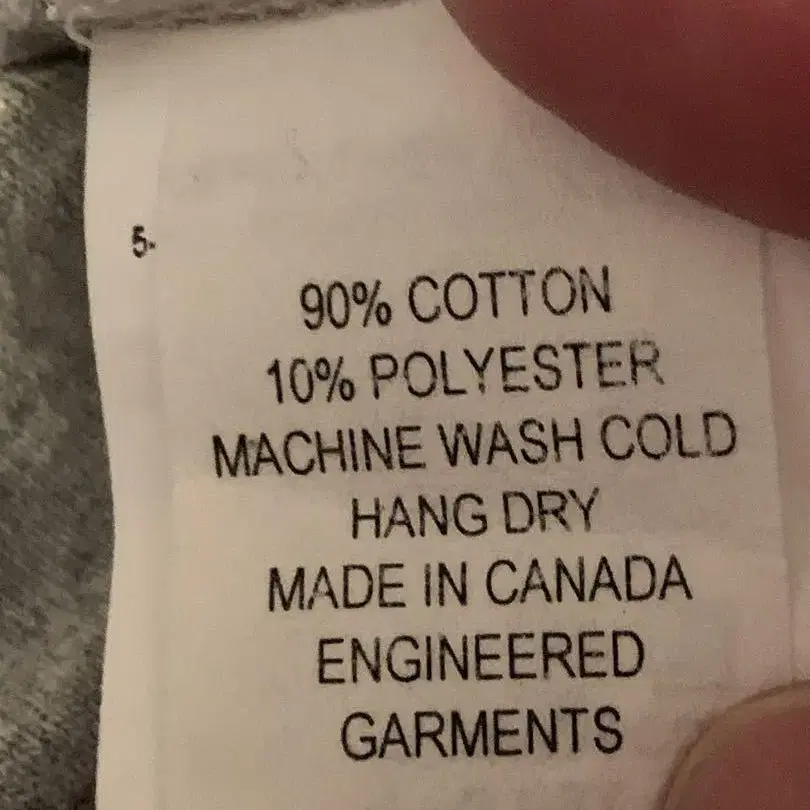 5-
90% COTTON
10% POLYESTER
MACHINE WASH COLD
HANG DRY
MADE IN CANADA
ENGINEERED
GARMENTS